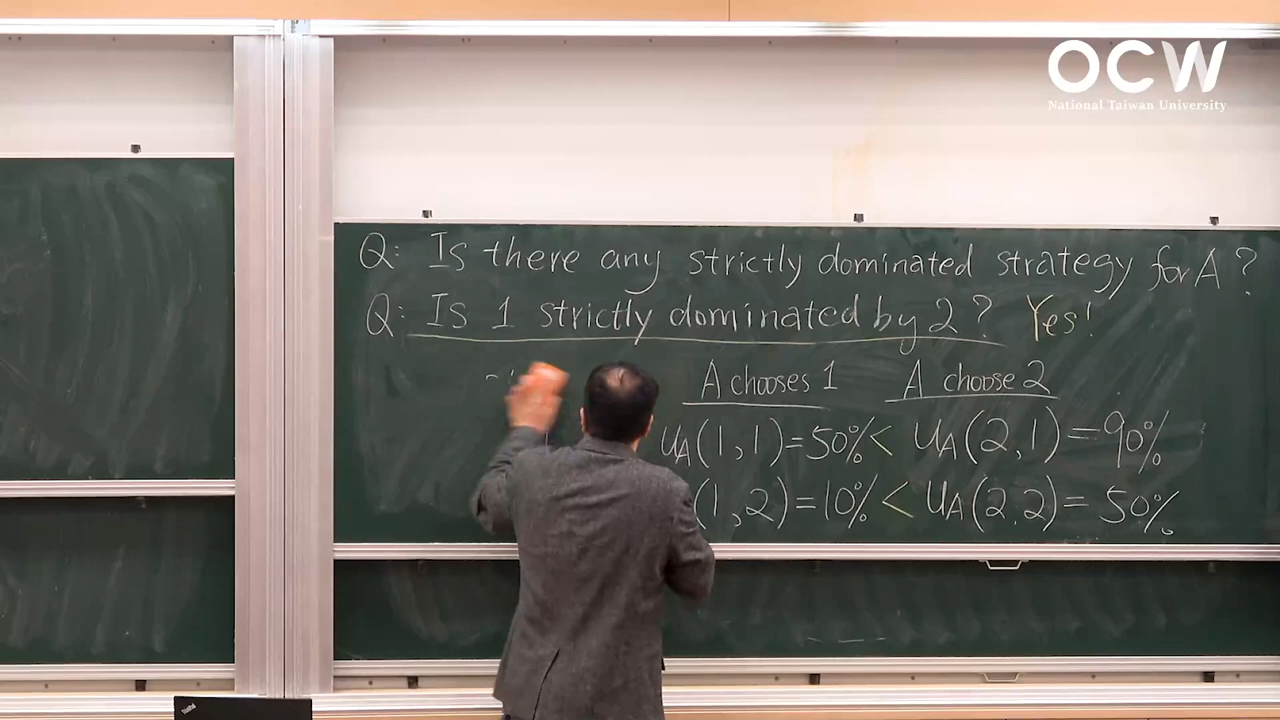 OCW
National Taiwan University
Q: Is there any strictly dominated strategy for A ?
Q: Is 1 strictly dominated by 2 ? Yes!
A chooses 1 A choose 2
uA(1,1)=50% < uA(2,1)=90%
(1,2)=10% < uA(2,2)=50%
ThinkPad